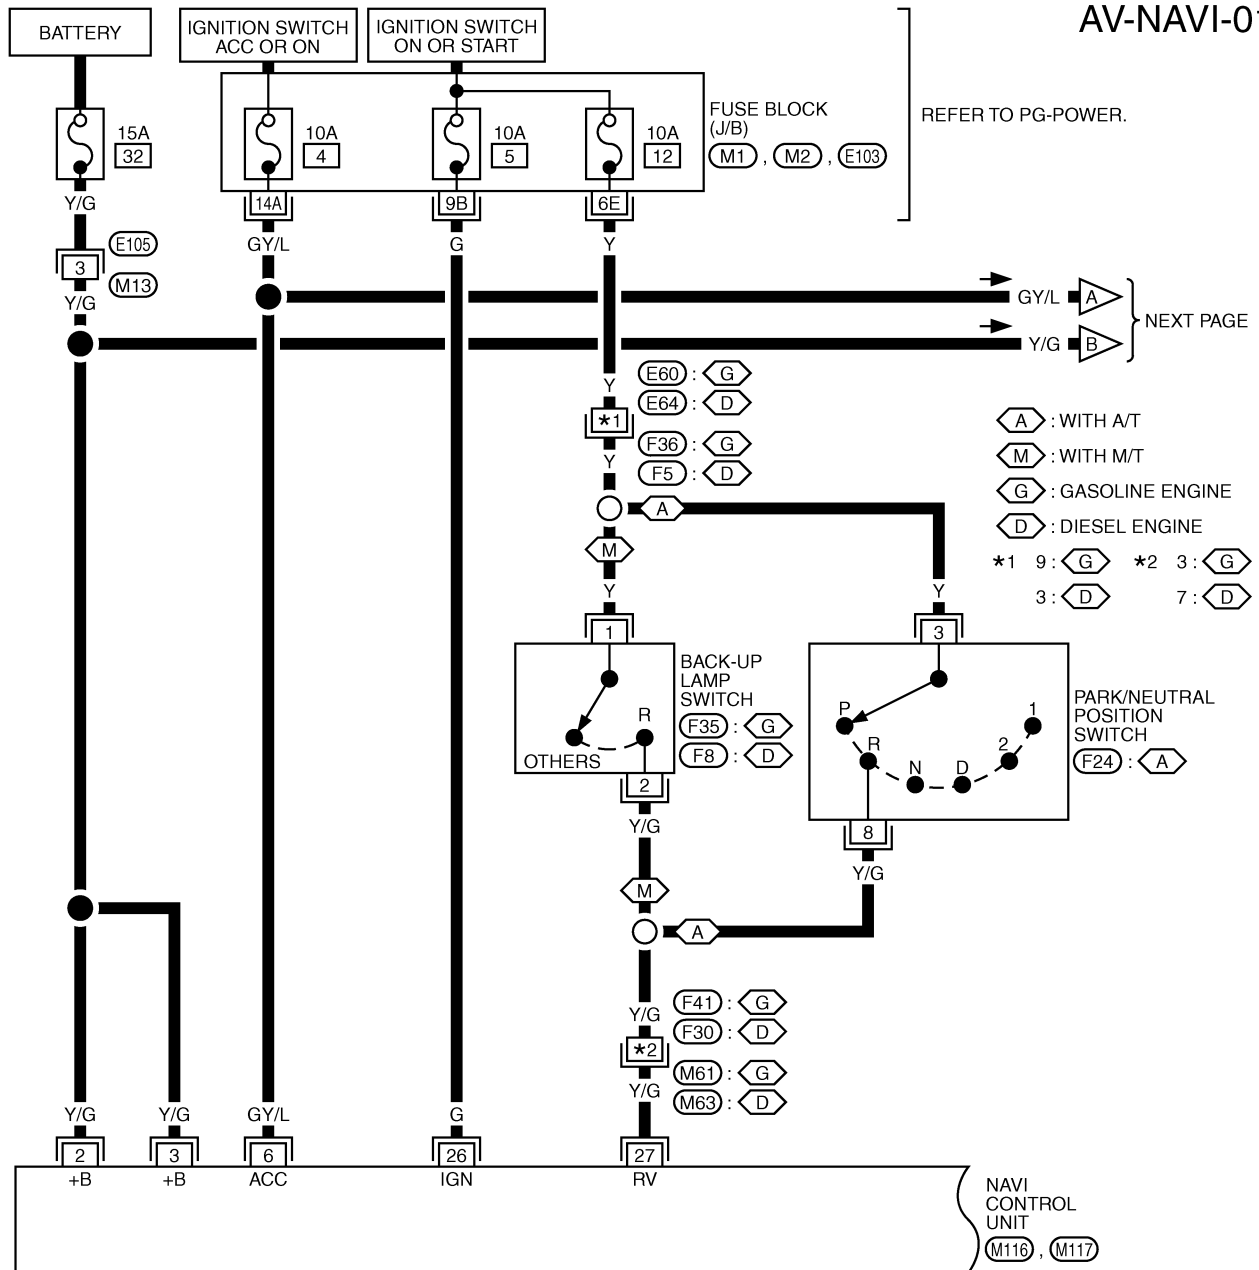 AV-NAVI-01
BATTERY
IGNITION SWITCH
ACC OR ON
IGNITION SWITCH
ON OR START
15A
32
10A
4
10A
5
10A
12
FUSE BLOCK
(J/B)
M1 , M2 , E103
REFER TO PG-POWER.
Y/G
14A
9B
6E
GY/L
G
Y
E105
3
M13
Y/G
GY/L
A
Y/G
B
NEXT PAGE
Y
E60 : G
E64 : D
*1
F36 : G
F5 : D
Y
A : WITH A/T
M : WITH M/T
G : GASOLINE ENGINE
D : DIESEL ENGINE
*1 9 : G *2 3 : G
3 : D 7 : D
A
M
Y
Y
1
3
BACK-UP
LAMP
SWITCH
F35 : G
F8 : D
R
OTHERS
2
PARK/NEUTRAL
POSITION
SWITCH
F24 : A
P
R
N
D
2
1
8
Y/G
Y/G
M
A
Y/G
F41 : G
F30 : D
*2
M61 : G
M63 : D
Y/G
Y/G
Y/G
GY/L
G
2
3
6
26
27
+B
+B
ACC
IGN
RV
NAVI
CONTROL
UNIT
M116 , M117